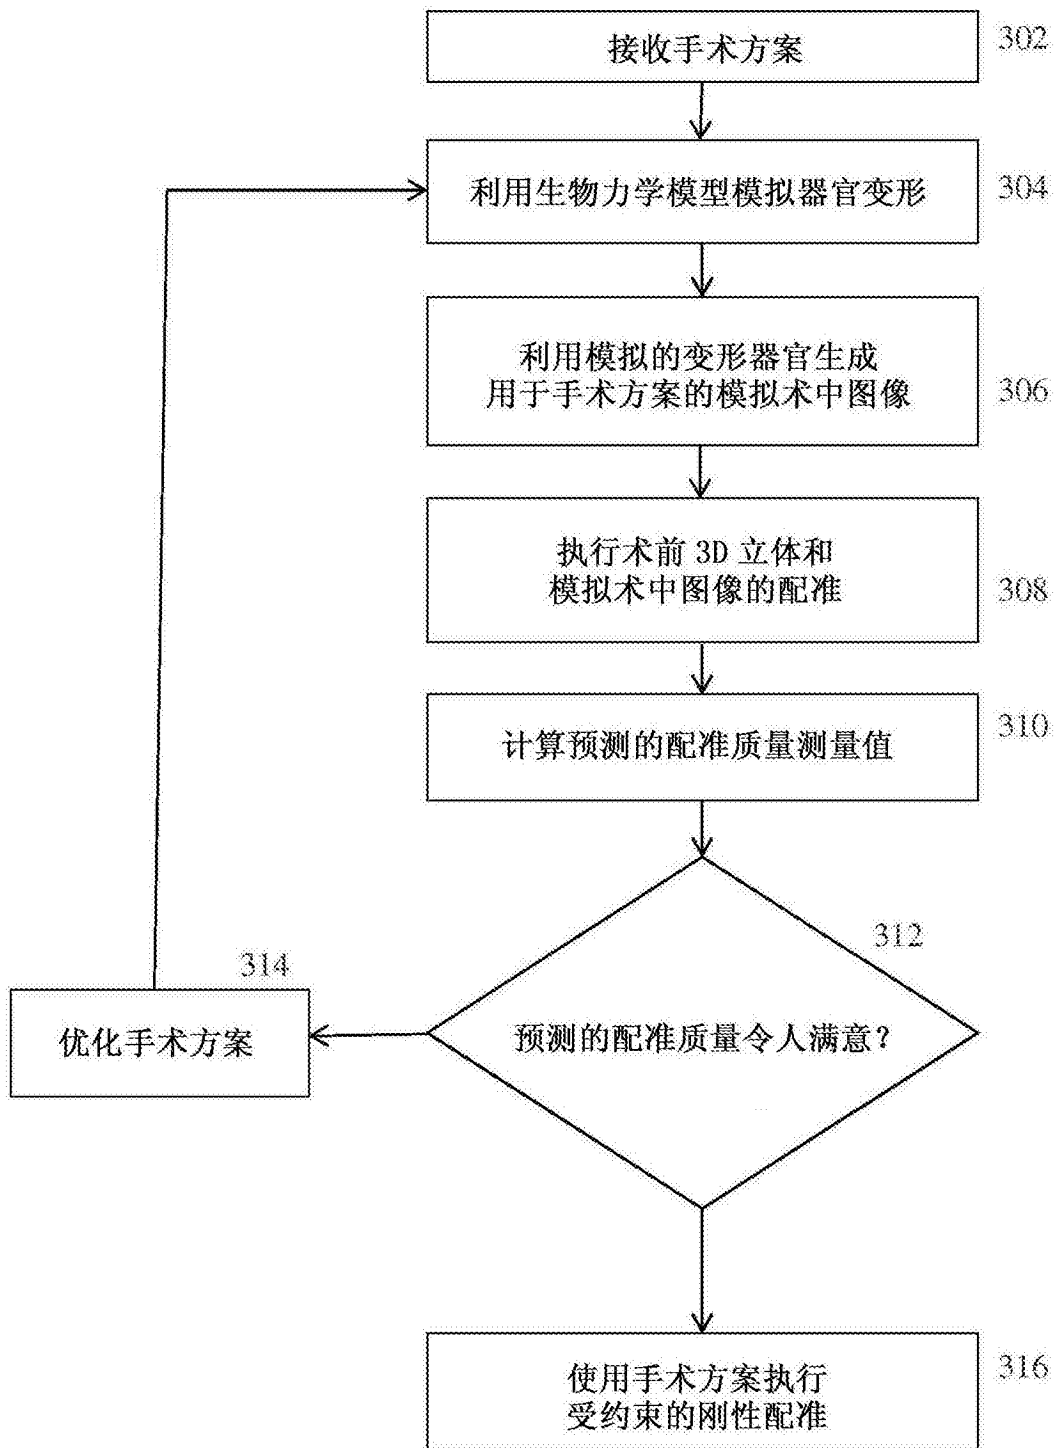 接收手术方案
302
利用生物力学模型模拟器官变形
304
利用模拟的变形器官生成
用于手术方案的模拟术中图像
306
执行术前 3D 立体和
模拟术中图像的配准
308
计算预测的配准质量测量值
310
312
预测的配准质量令人满意？
314
优化手术方案
使用手术方案执行
受约束的刚性配准
316